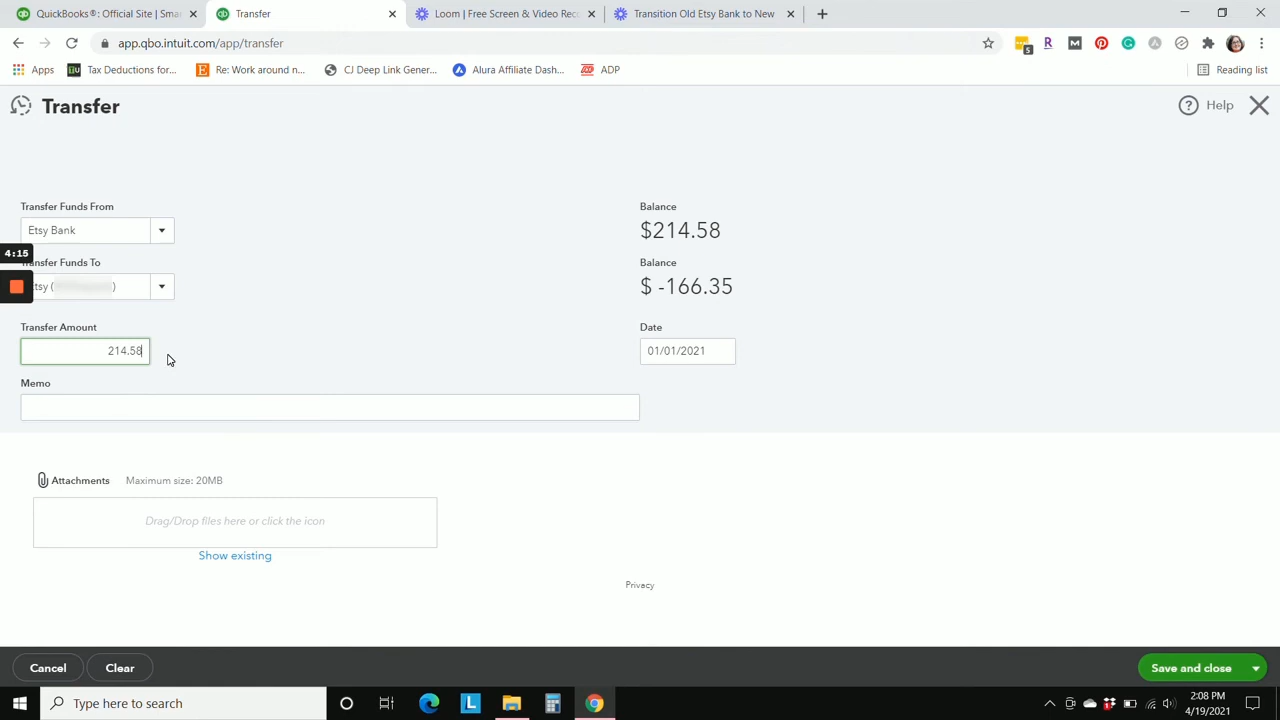 QuickBooks®: Official Site | Smar
Transfer
Loom | Free Screen & Video Reco
Transition Old Etsy Bank to New
app.qbo.intuit.com/app/transfer
5
R
M
Apps
Tax Deductions for...
Re: Work around n...
CJ Deep Link Gener...
Alura Affiliate Dash...
ADP
Reading list
Transfer
Help
Transfer Funds From
Balance
Etsy Bank
$214.58
4:15
Transfer Funds To
Balance
Etsy ( )
$ -166.35
Transfer Amount
Date
214.58
01/01/2021
Memo
Attachments
Maximum size: 20MB
Drag/Drop files here or click the icon
Show existing
Privacy
Cancel
Clear
Save and close
Type here to search
L
2:08 PM
4/19/2021